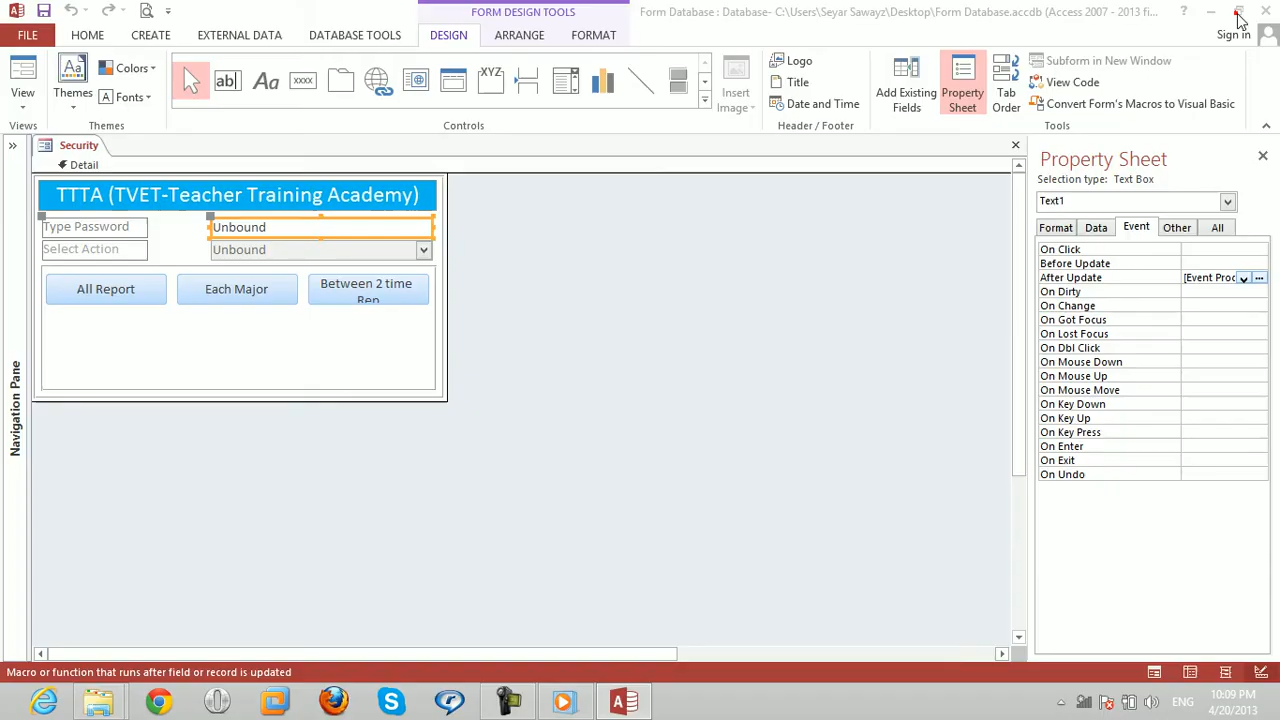 FORM DESIGN TOOLS
Form Database : Database- C:\Users\Seyar Sawayz\Desktop\Form Database.accdb (Access 2007 - 2013 fi...
?
FILE
HOME
CREATE
EXTERNAL DATA
DATABASE TOOLS
DESIGN
ARRANGE
FORMAT
Sign in
View
Views
Aa
Themes
Colors
Fonts
Themes
ab|
Aa
xxxx
XYZ
Controls
Insert
Image
Logo
Title
Date and Time
Header / Footer
Add Existing
Fields
Property
Sheet
Tab
Order
Subform in New Window
View Code
Convert Form's Macros to Visual Basic
Tools
Security
Detail
TTTA (TVET-Teacher Training Academy)
Type Password
Unbound
Select Action
Unbound
All Report
Each Major
Between 2 time
Rep
Navigation Pane
Property Sheet
Selection type: Text Box
Text1
Format
Data
Event
Other
All
On Click
Before Update
After Update
[Event Proc
...
On Dirty
On Change
On Got Focus
On Lost Focus
On Dbl Click
On Mouse Down
On Mouse Up
On Mouse Move
On Key Down
On Key Up
On Key Press
On Enter
On Exit
On Undo
Macro or function that runs after field or record is updated
ENG
10:09 PM
4/20/2013